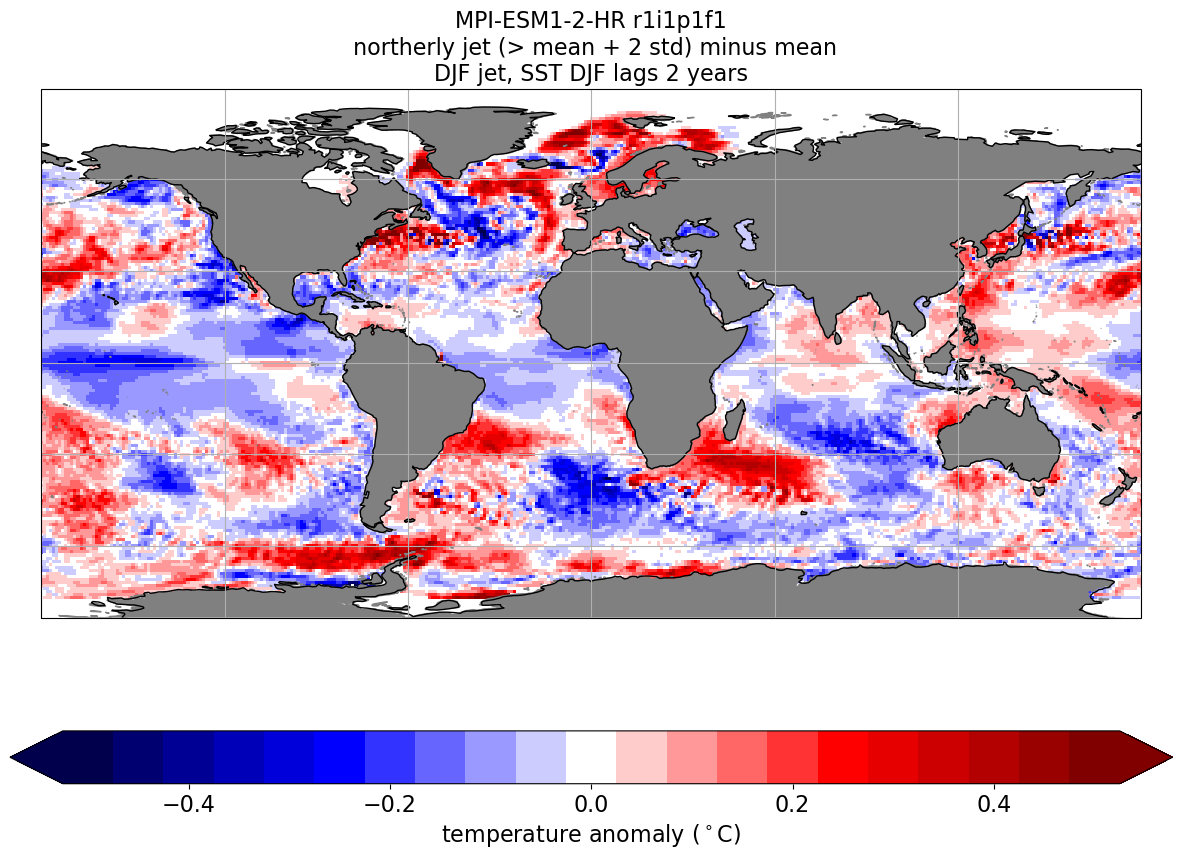 MPI-ESM1-2-HR r1i1p1f1
northerly jet (> mean + 2 std) minus mean
DJF jet, SST DJF lags 2 years
−0.4 −0.2 0.0 0.2 0.4
temperature anomaly (°C)